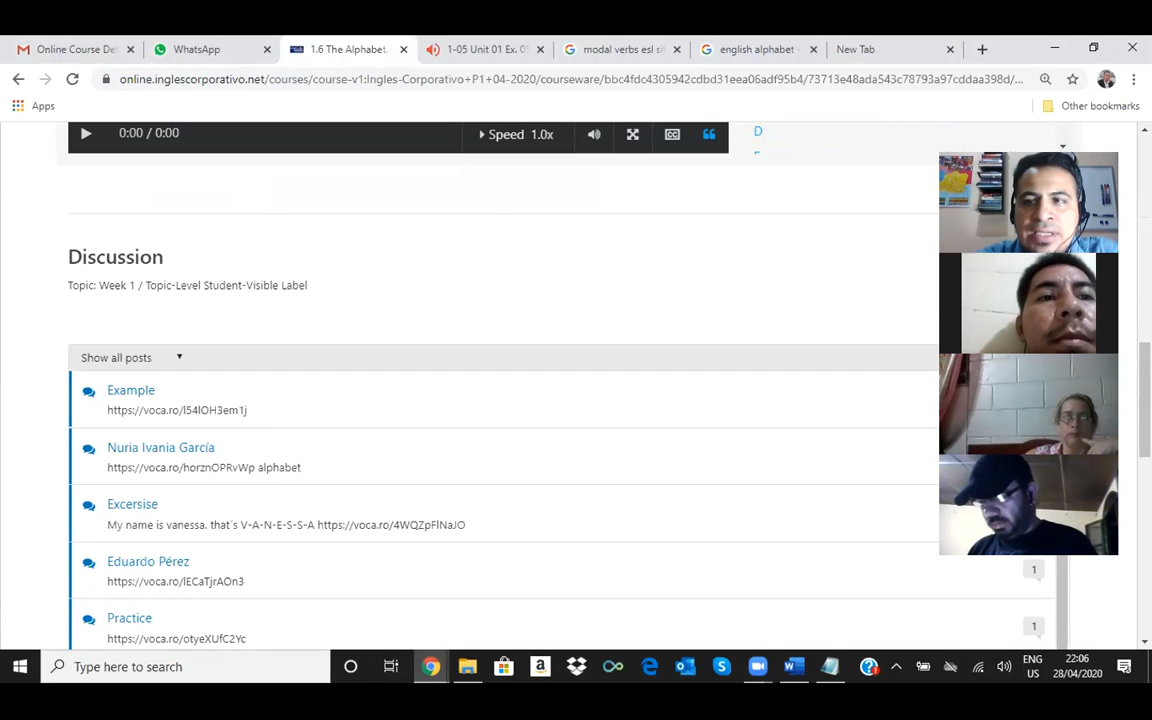 Online Course De
WhatsApp
1.6 The Alphabet.
1-05 Unit 01 Ex. 05
modal verbs esl si
english alphabet -
New Tab
online.inglescorporativo.net/courses/course-v1:Ingles-Corporativo+P1+04-2020/courseware/bbc4fdc4305942cdbd31eea06adf95b4/73713e48ada543c78793a97cddaa398d/...
Apps
Other bookmarks
0:00 / 0:00
Speed 1.0x
CC
D
Discussion
Topic: Week 1 / Topic-Level Student-Visible Label
Show all posts
Example
https://voca.ro/l54lOH3em1j
Nuria Ivania García
https://voca.ro/horznOPRvWp alphabet
Excersise
My name is vanessa. that´s V-A-N-E-S-S-A https://voca.ro/4WQZpFlNaJO
Eduardo Pérez
https://voca.ro/lECaTjrAOn3
1
Practice
https://voca.ro/otyeXUfC2Yc
1
Type here to search
ENG
US
22:06
28/04/2020